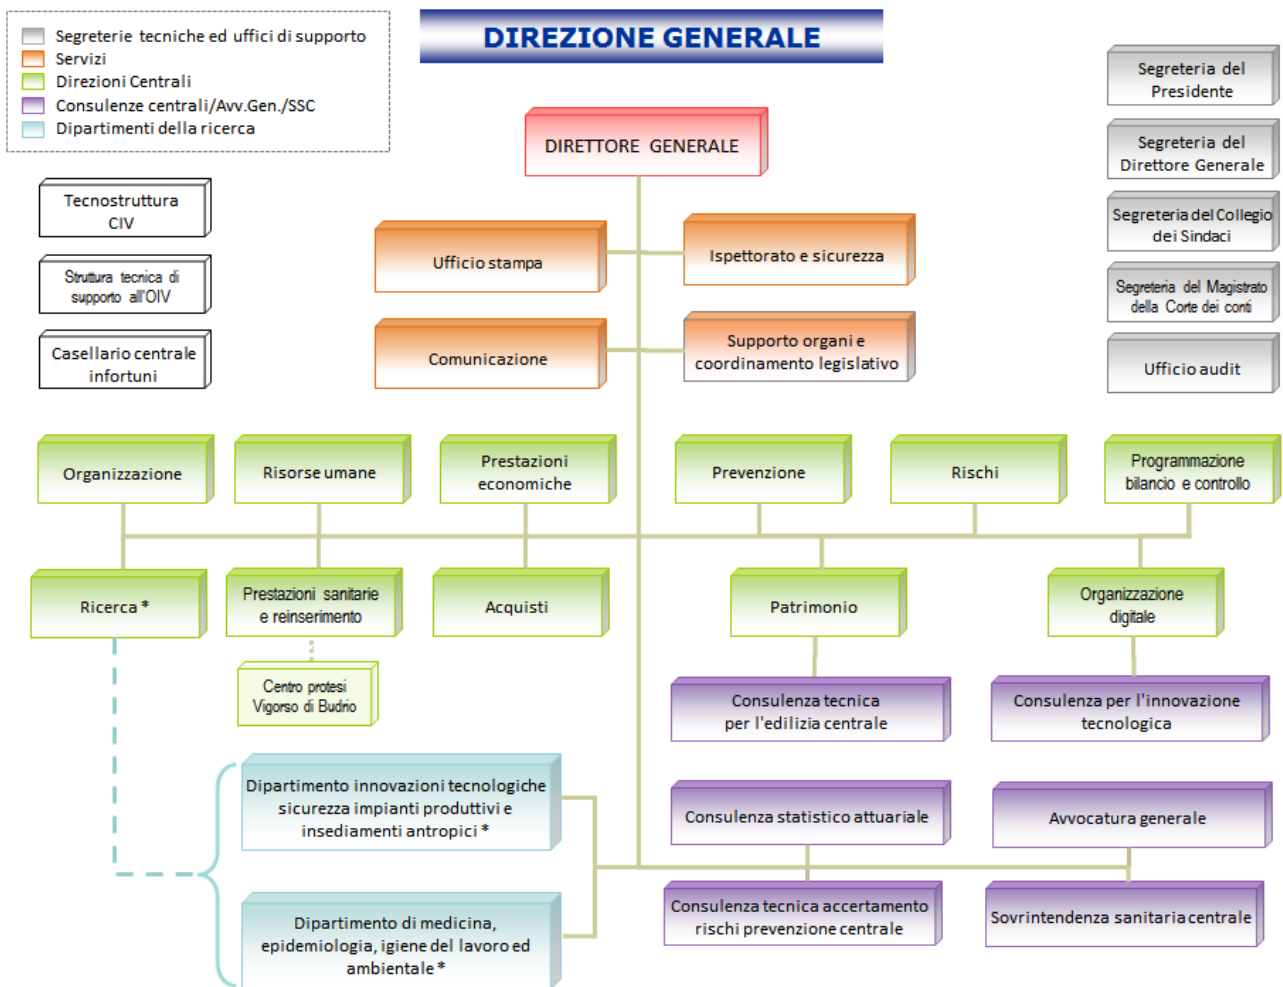 DIREZIONE GENERALE
Segreterie tecniche ed uffici di supporto
Servizi
Direzioni Centrali
Consulenze centrali/Avv.Gen./SSC
Dipartimenti della ricerca
Segreteria del
Presidente
DIRETTORE GENERALE
Segreteria del
Direttore Generale
Tecnostruttura
CIV
Segreteria del Collegio
dei Sindaci
Ufficio stampa
Ispettorato e sicurezza
Struttura tecnica di
supporto all'OIV
Segreteria del Magistrato
della Corte dei conti
Casellario centrale
infortuni
Comunicazione
Supporto organi e
coordinamento legislativo
Ufficio audit
Organizzazione
Risorse umane
Prestazioni
economiche
Prevenzione
Rischi
Programmazione
bilancio e controllo
Ricerca *
Prestazioni sanitarie
e reinserimento
Acquisti
Patrimonio
Organizzazione
digitale
Centro protesi
Vigorso di Budrio
Consulenza tecnica
per l'edilizia centrale
Consulenza per l'innovazione
tecnologica
Dipartimento innovazioni tecnologiche
sicurezza impianti produttivi e
insediamenti antropici *
Consulenza statistico attuariale
Avvocatura generale
Dipartimento di medicina,
epidemiologia, igiene del lavoro ed
ambientale *
Consulenza tecnica accertamento
rischi prevenzione centrale
Sovrintendenza sanitaria centrale